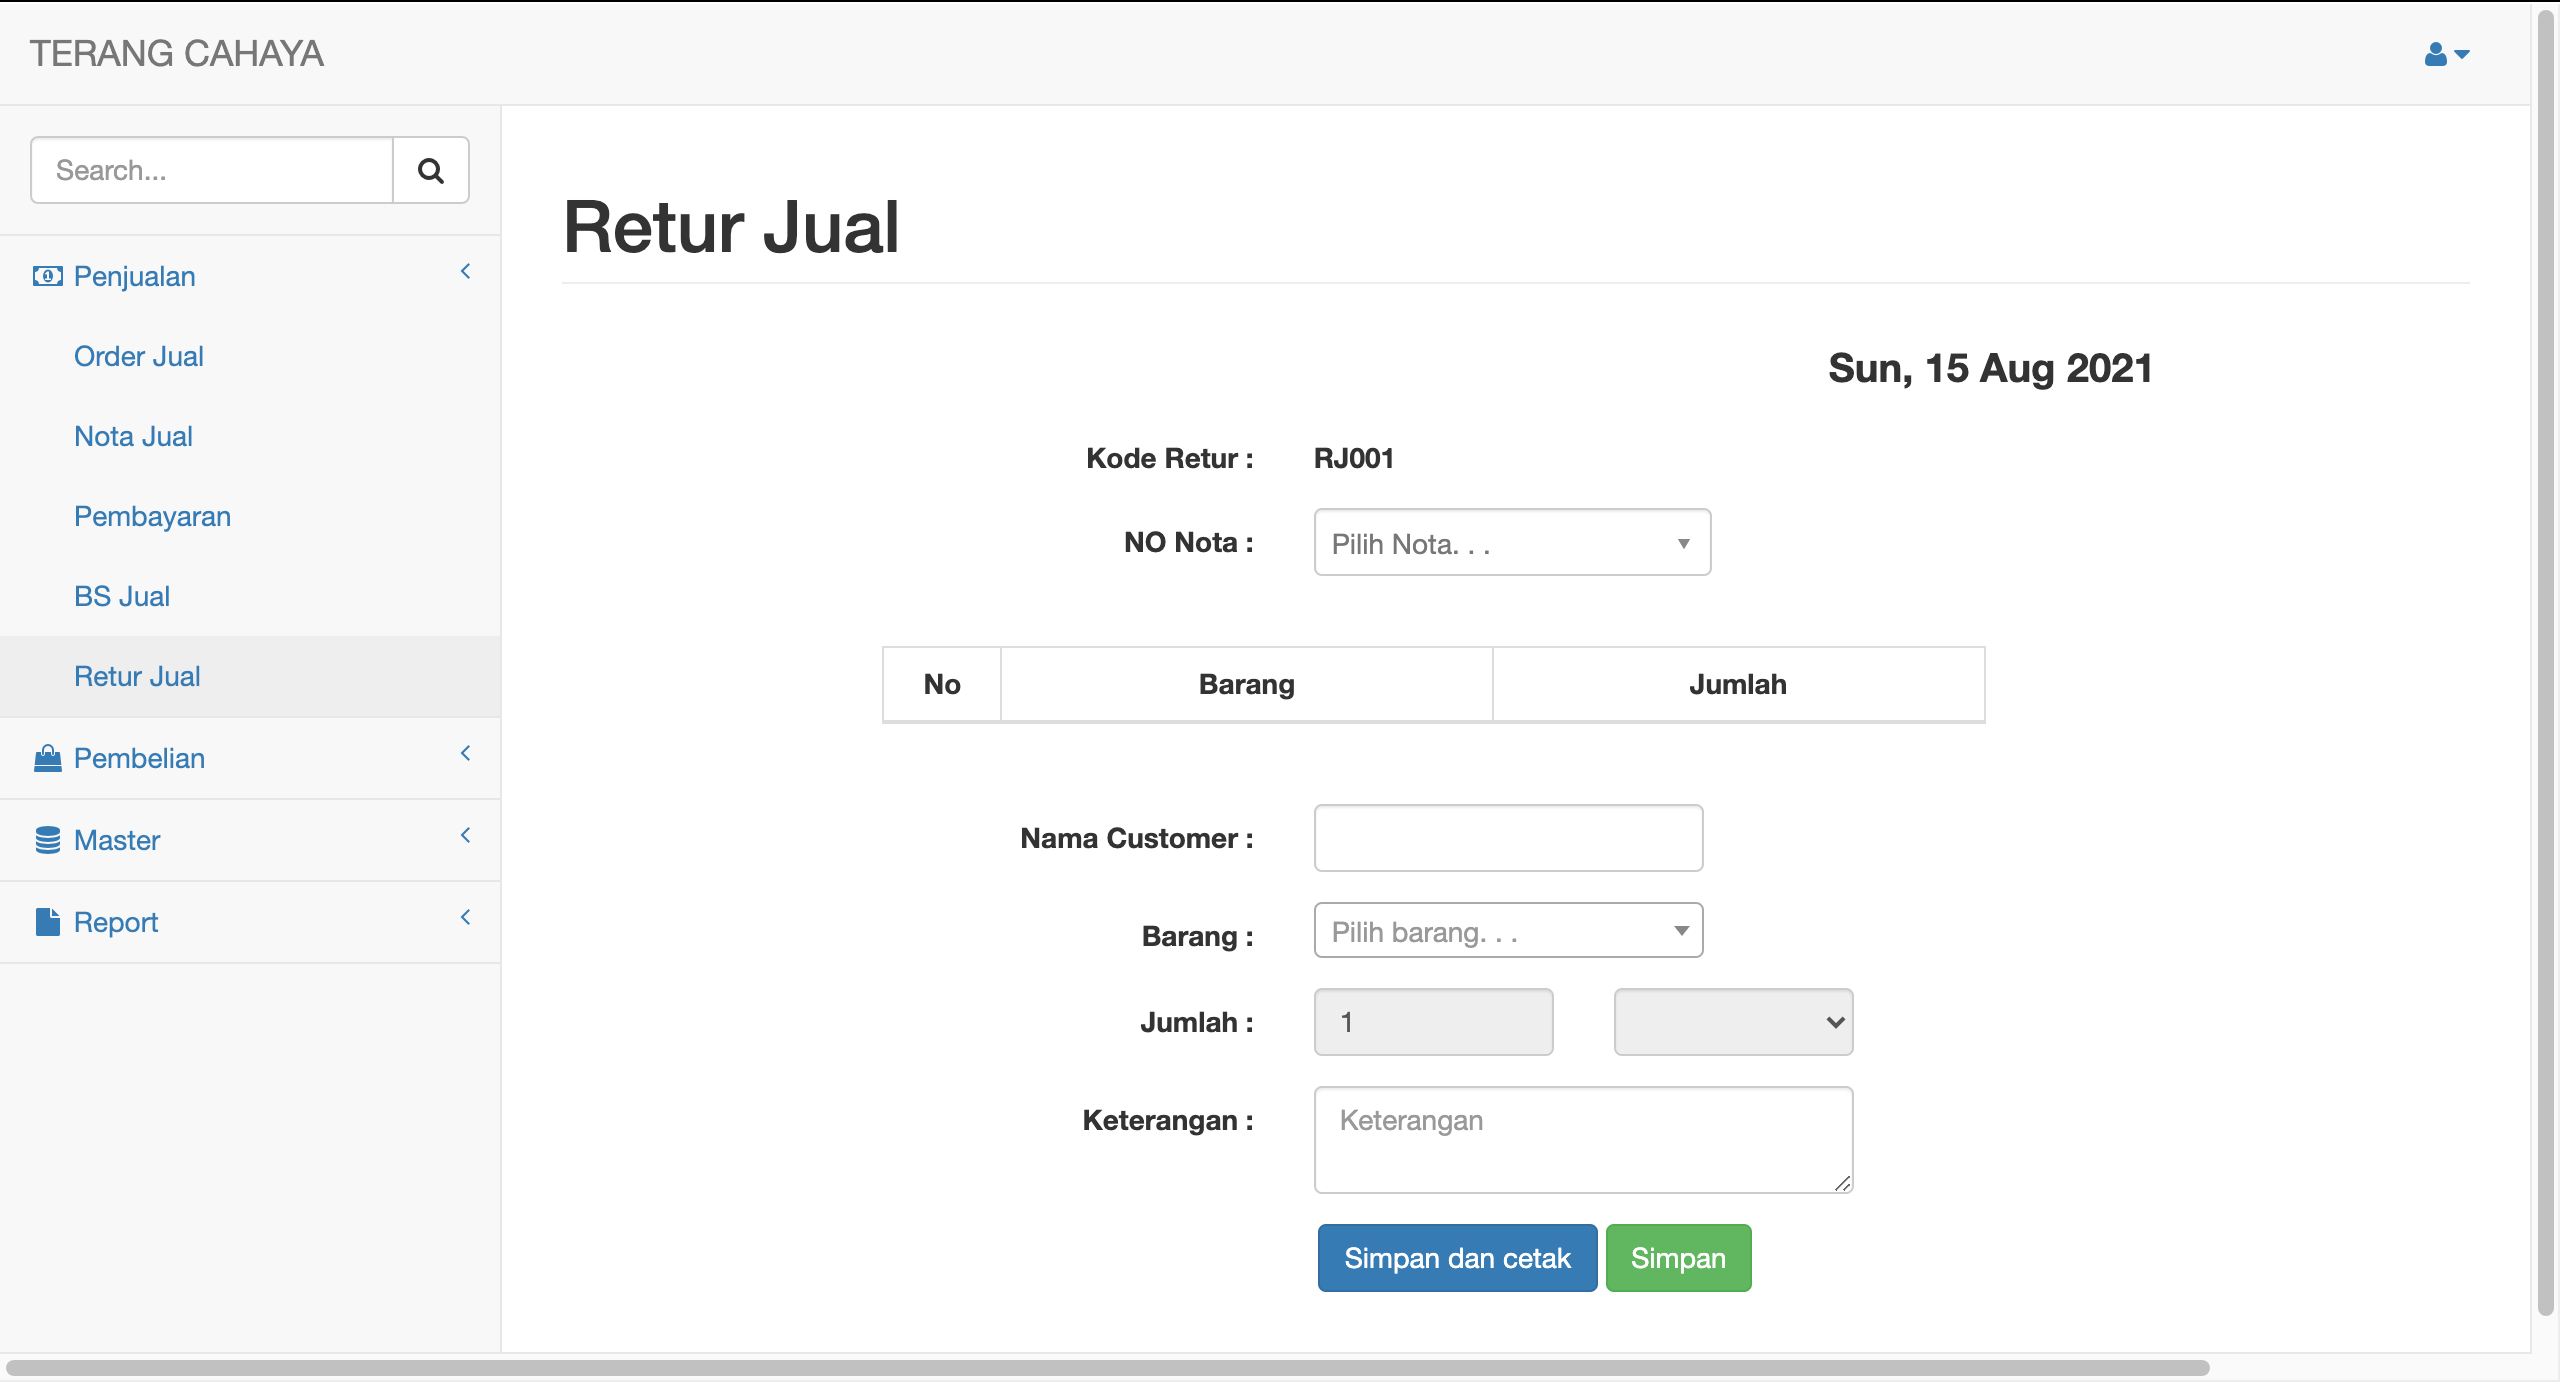 TERANG CAHAYA
Search...
Penjualan
Order Jual
Nota Jual
Pembayaran
BS Jual
Retur Jual
Pembelian
Master
Report
Retur Jual
Sun, 15 Aug 2021
Kode Retur : RJ001
NO Nota : Pilih Nota. . .
No Barang Jumlah
Nama Customer :
Barang : Pilih barang. . .
Jumlah : 1
Keterangan : Keterangan
Simpan dan cetak Simpan